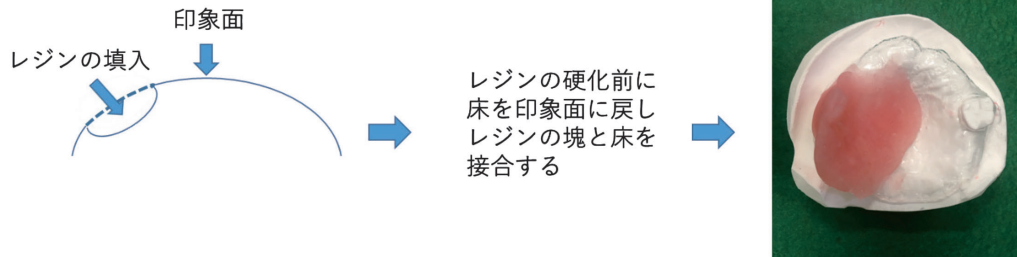 印象面
レジンの填入
レジンの硬化前に
床を印象面に戻し
レジンの塊と床を
接合する